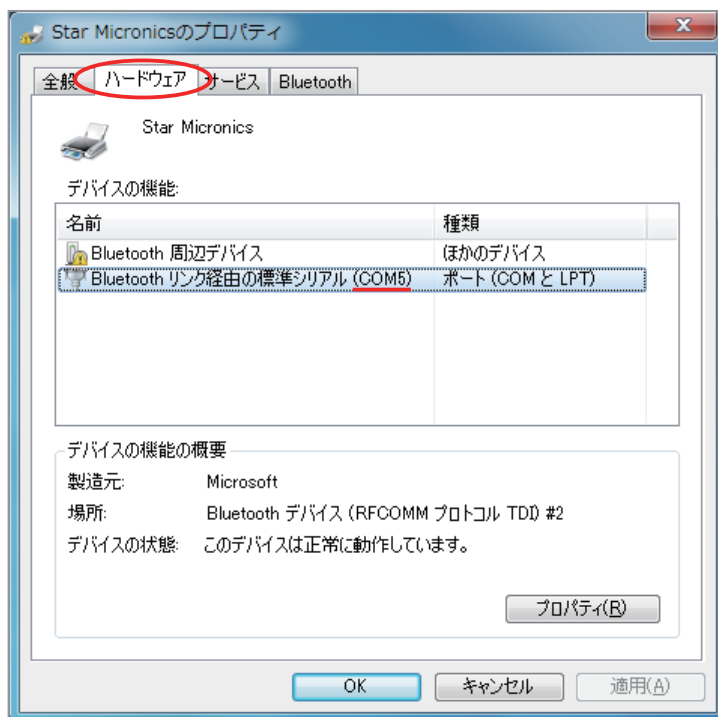 Star Micronicsのプロパティ
全般 ハードウェア サービス Bluetooth
Star Micronics
デバイスの機能:
名前 種類
Bluetooth 周辺デバイス ほかのデバイス
Bluetooth リンク経由の標準シリアル (COM5) ポート (COM と LPT)
デバイスの機能の概要
製造元: Microsoft
場所: Bluetooth デバイス (RFCOMM プロトコル TDI) #2
デバイスの状態: このデバイスは正常に動作しています。
プロパティ(R)
OK キャンセル 適用(A)